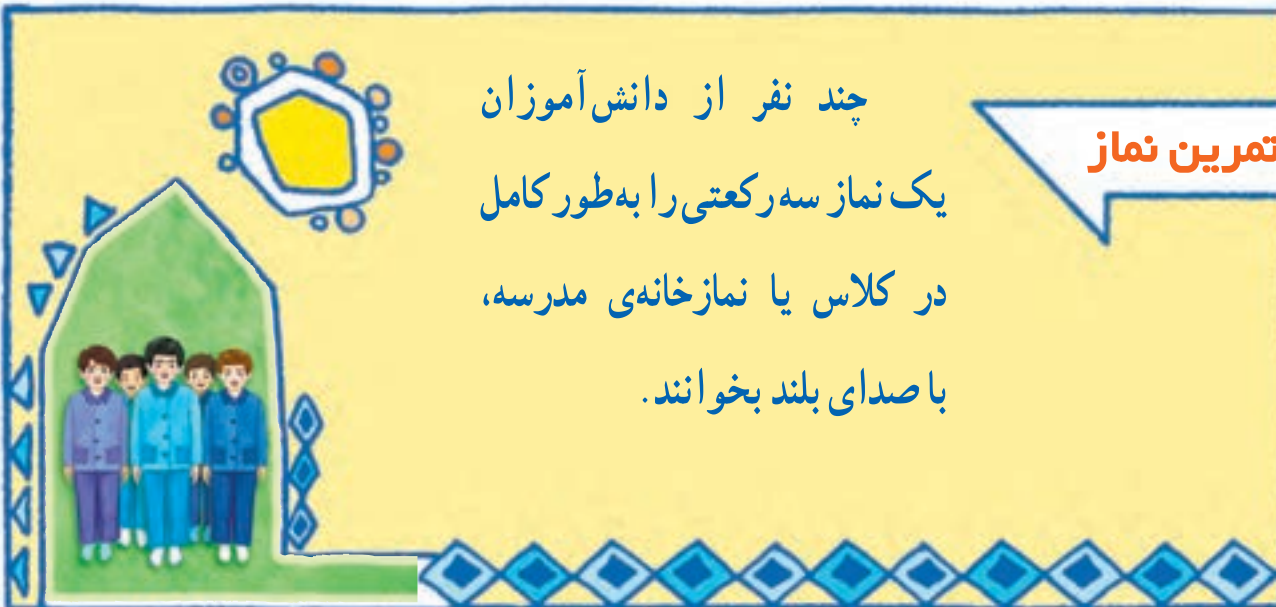 تمرین نماز
چند نفر از دانش‌آموزان
یک نماز سه‌رکعتی را به‌طور کامل
در کلاس یا نمازخانه‌ی مدرسه،
با صدای بلند بخوانند.